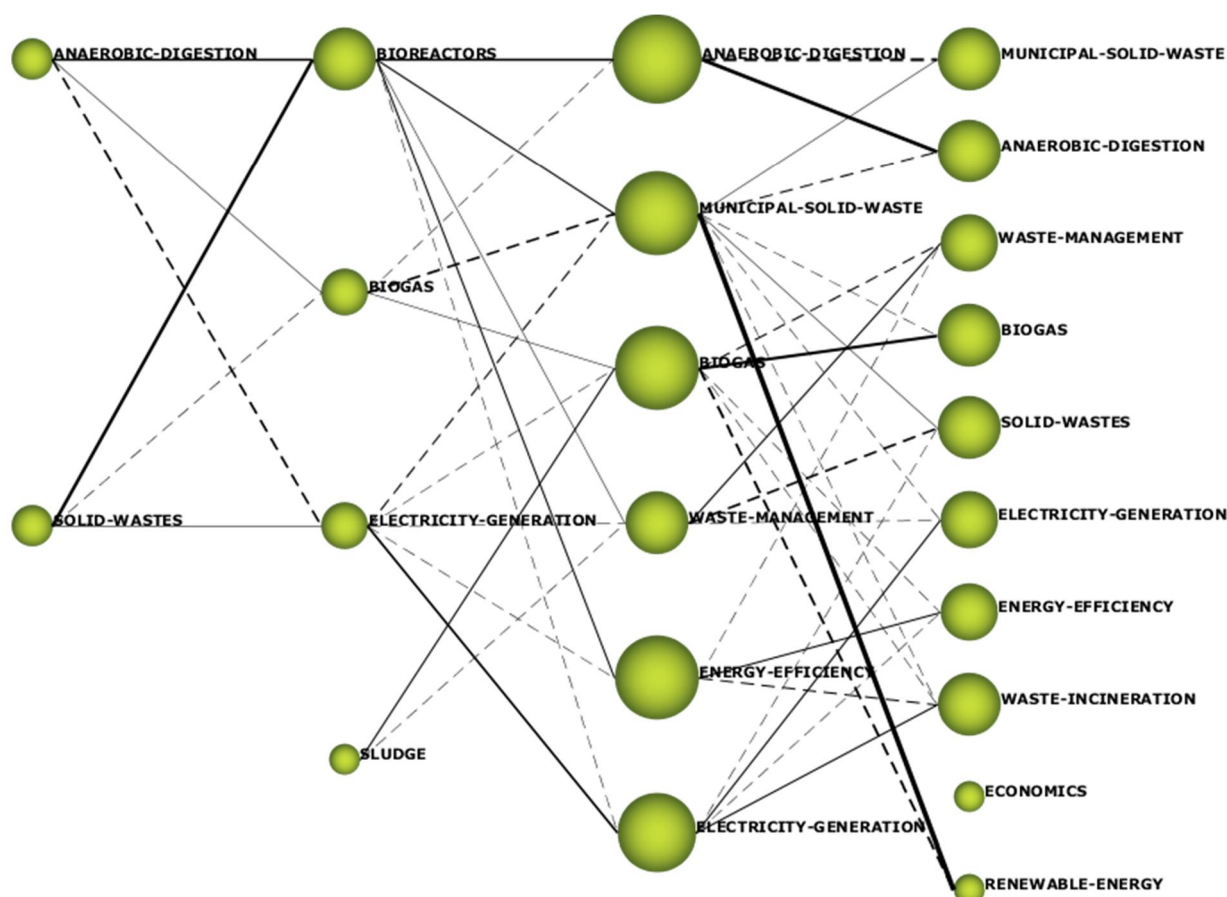 ANAEROBIC-DIGESTION
SOLID-WASTES
BIOREACTORS
BIOGAS
ELECTRICITY-GENERATION
SLUDGE
ANAEROBIC-DIGESTION
MUNICIPAL-SOLID-WASTE
BIOGAS
WASTE-MANAGEMENT
ENERGY-EFFICIENCY
ELECTRICITY-GENERATION
MUNICIPAL-SOLID-WASTE
ANAEROBIC-DIGESTION
WASTE-MANAGEMENT
BIOGAS
SOLID-WASTES
ELECTRICITY-GENERATION
ENERGY-EFFICIENCY
WASTE-INCINERATION
ECONOMICS
RENEWABLE-ENERGY